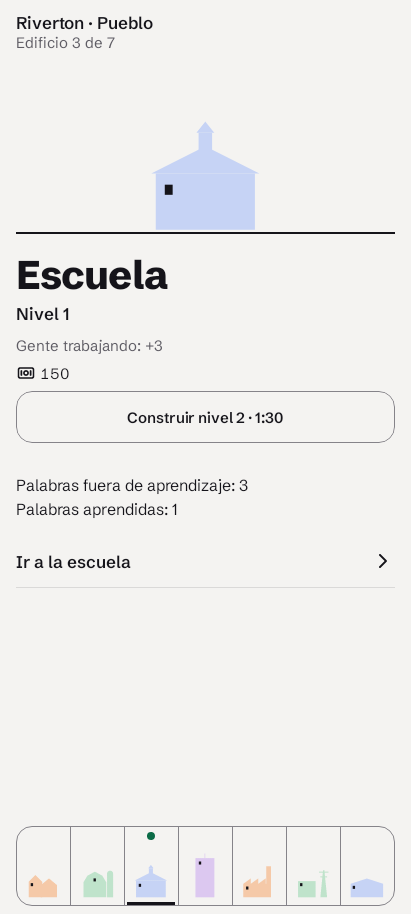 Riverton · Pueblo
Edificio 3 de 7
Escuela
Nivel 1
Gente trabajando: +3
150
Construir nivel 2 · 1:30
Palabras fuera de aprendizaje: 3
Palabras aprendidas: 1
Ir a la escuela